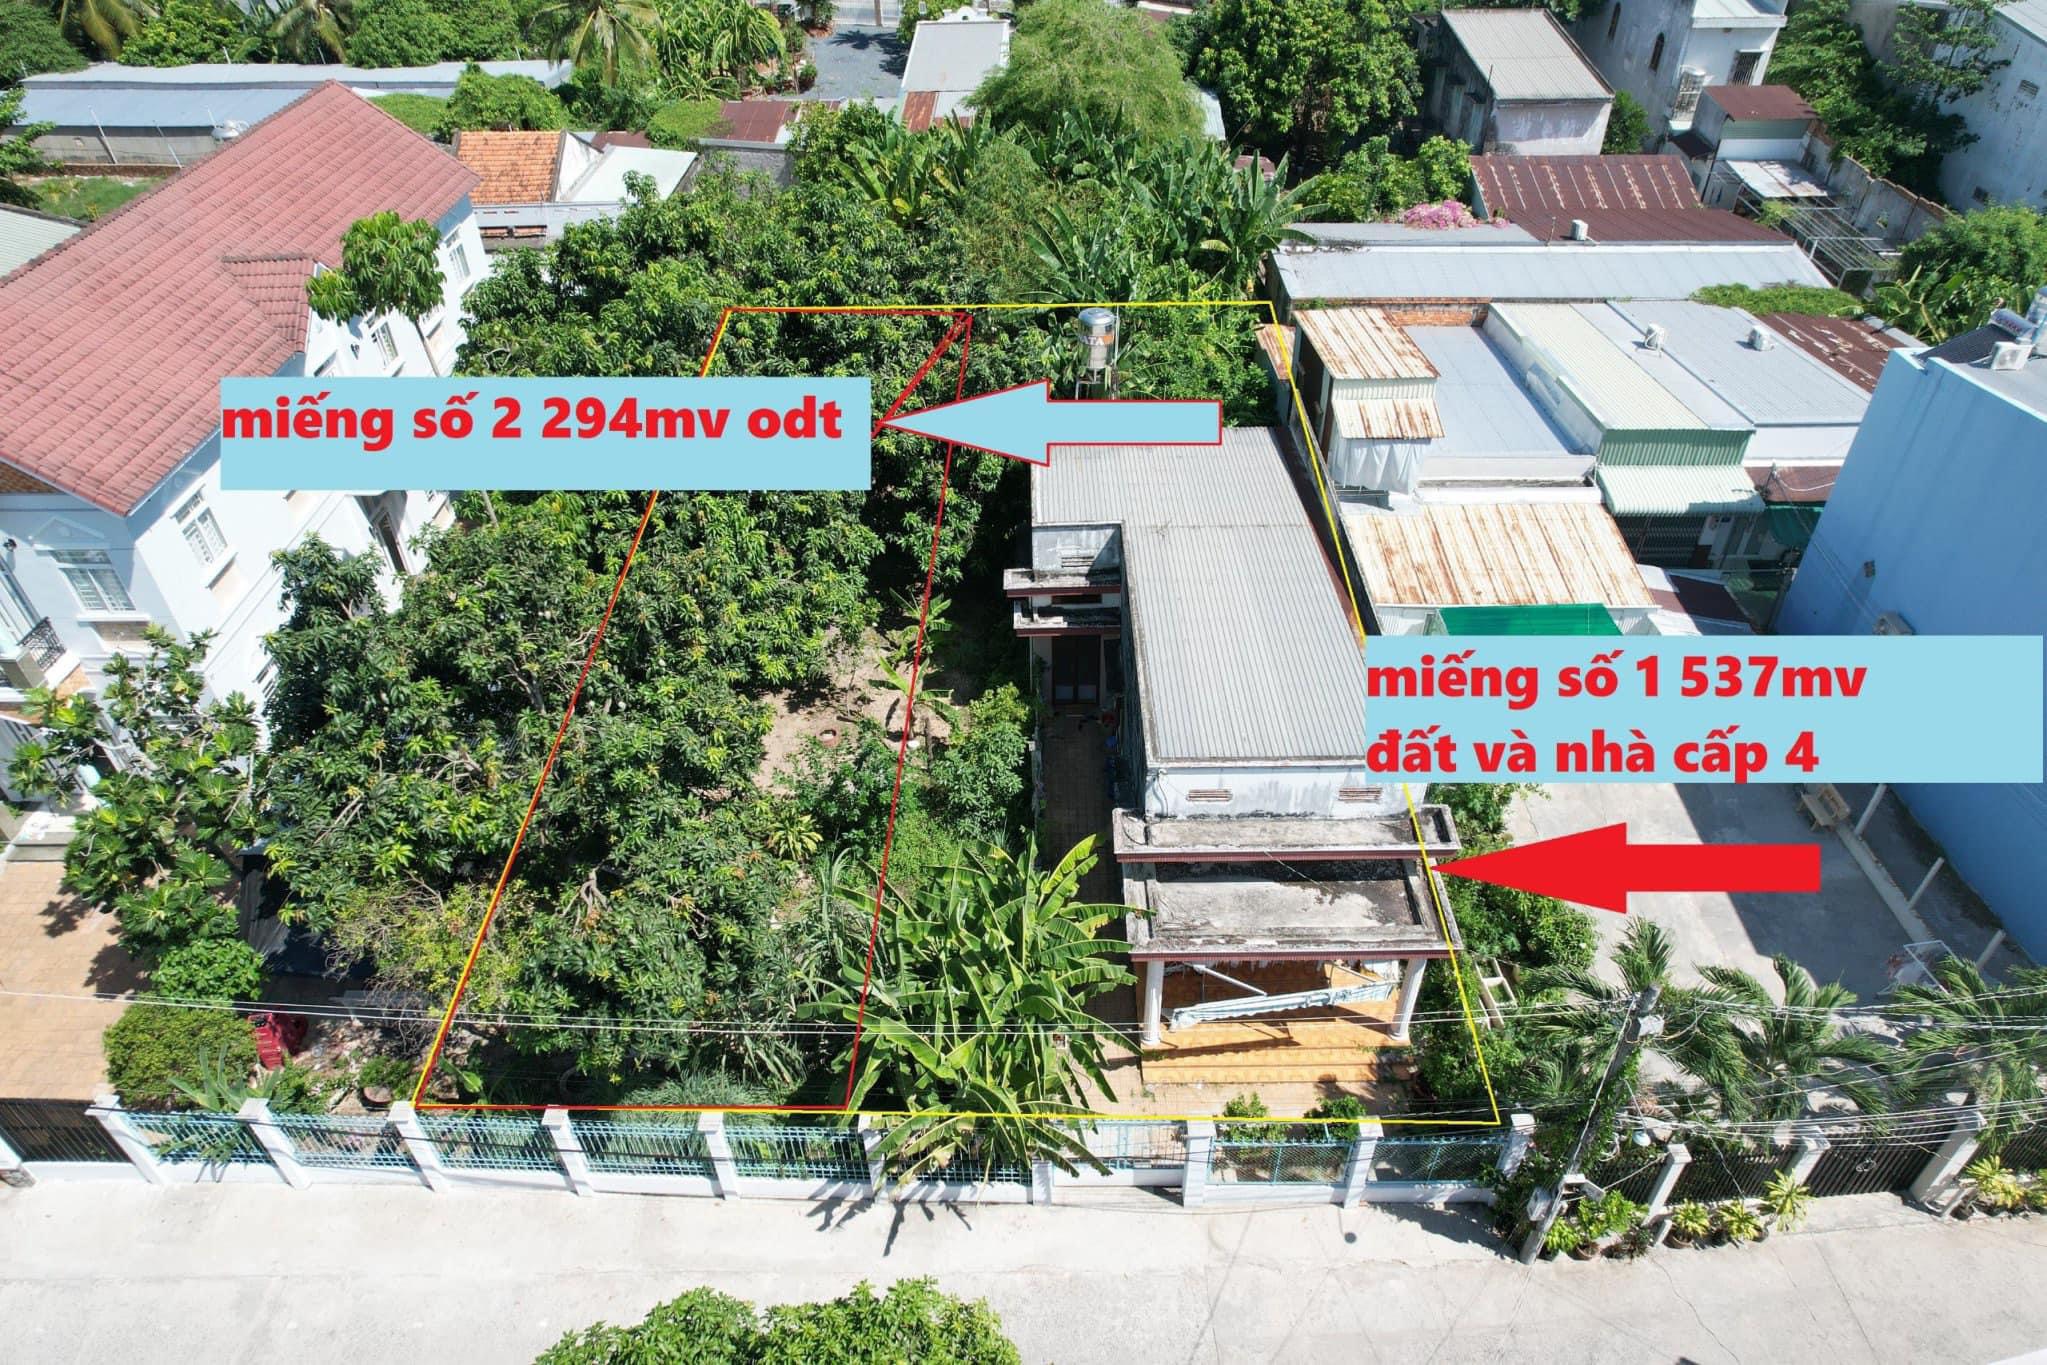 miếng số 2 294mv odt
miếng số 1 537mv
đất và nhà cấp 4